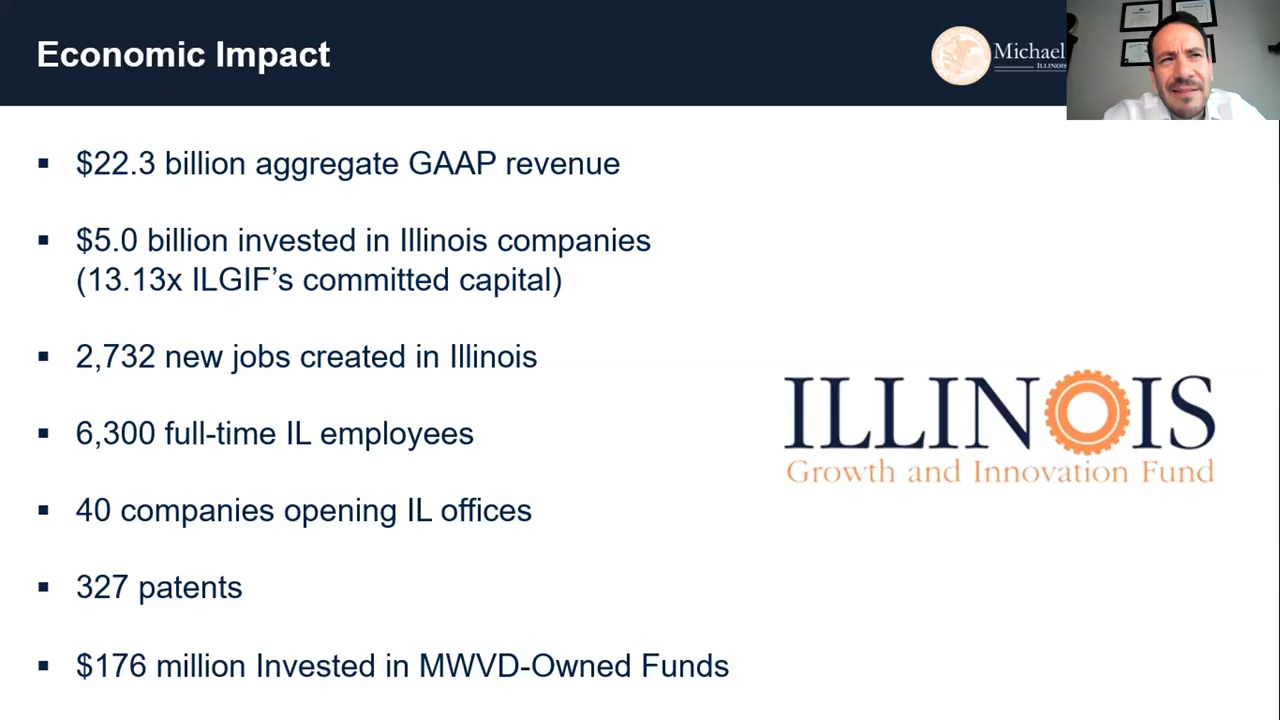 Economic Impact
Michael
ILLINOIS
▪ $22.3 billion aggregate GAAP revenue
▪ $5.0 billion invested in Illinois companies
(13.13x ILGIF’s committed capital)
▪ 2,732 new jobs created in Illinois
▪ 6,300 full-time IL employees
▪ 40 companies opening IL offices
▪ 327 patents
▪ $176 million Invested in MWVD-Owned Funds
ILLINOIS
Growth and Innovation Fund